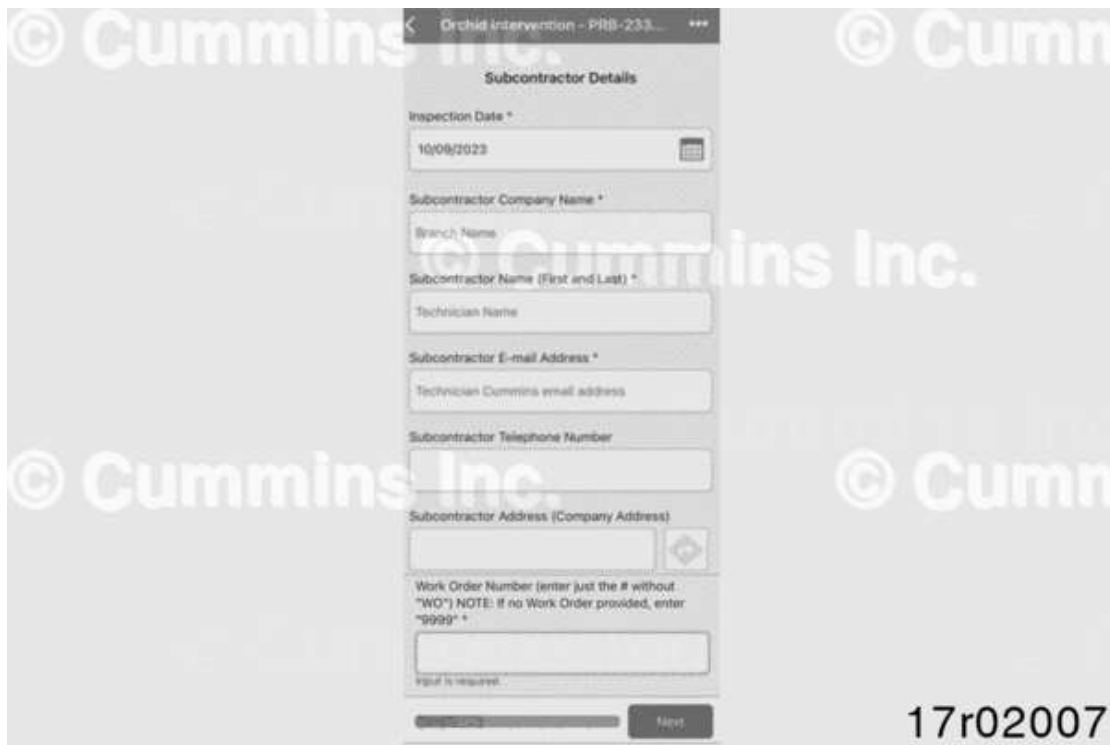 © Cummins Inc.
© Cumm
Orchid intervention - PRB-233...
Subcontractor Details
Inspection Date *
10/09/2023
Subcontractor Company Name *
Branch Name
© Cummins Inc.
Subcontractor Name (First and Last) *
Technician Name
Subcontractor E-mail Address *
Technician Cummins email address
Subcontractor Telephone Number
© Cummins Inc.
© Cumm
Subcontractor Address (Company Address)
Work Order Number (enter just the # without
"WO") NOTE: If no Work Order provided, enter
"9999" *
Input is required
Next
17r02007